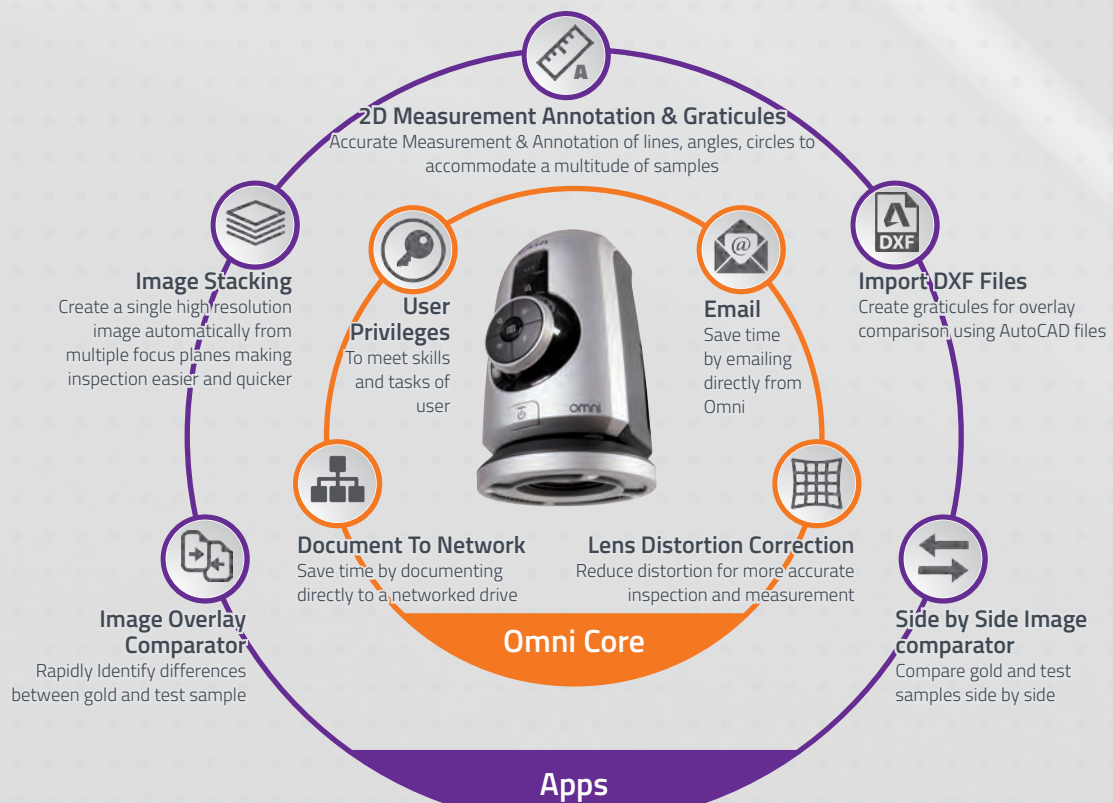 A
2D Measurement Annotation & Graticules
Accurate Measurement & Annotation of lines, angles, circles to
accommodate a multitude of samples
Image Stacking
Create a single high resolution
image automatically from
multiple focus planes making
inspection easier and quicker
User
Privileges
To meet skills
and tasks of
user
@
Email
Save time
by emailing
directly from
Omni
DXF
Import DXF Files
Create graticules for overlay
comparison using AutoCAD files
omni
Document To Network
Save time by documenting
directly to a networked drive
Lens Distortion Correction
Reduce distortion for more accurate
inspection and measurement
Image Overlay
Comparator
Rapidly Identify differences
between gold and test sample
Side by Side Image
comparator
Compare gold and test
samples side by side
Omni Core
Apps